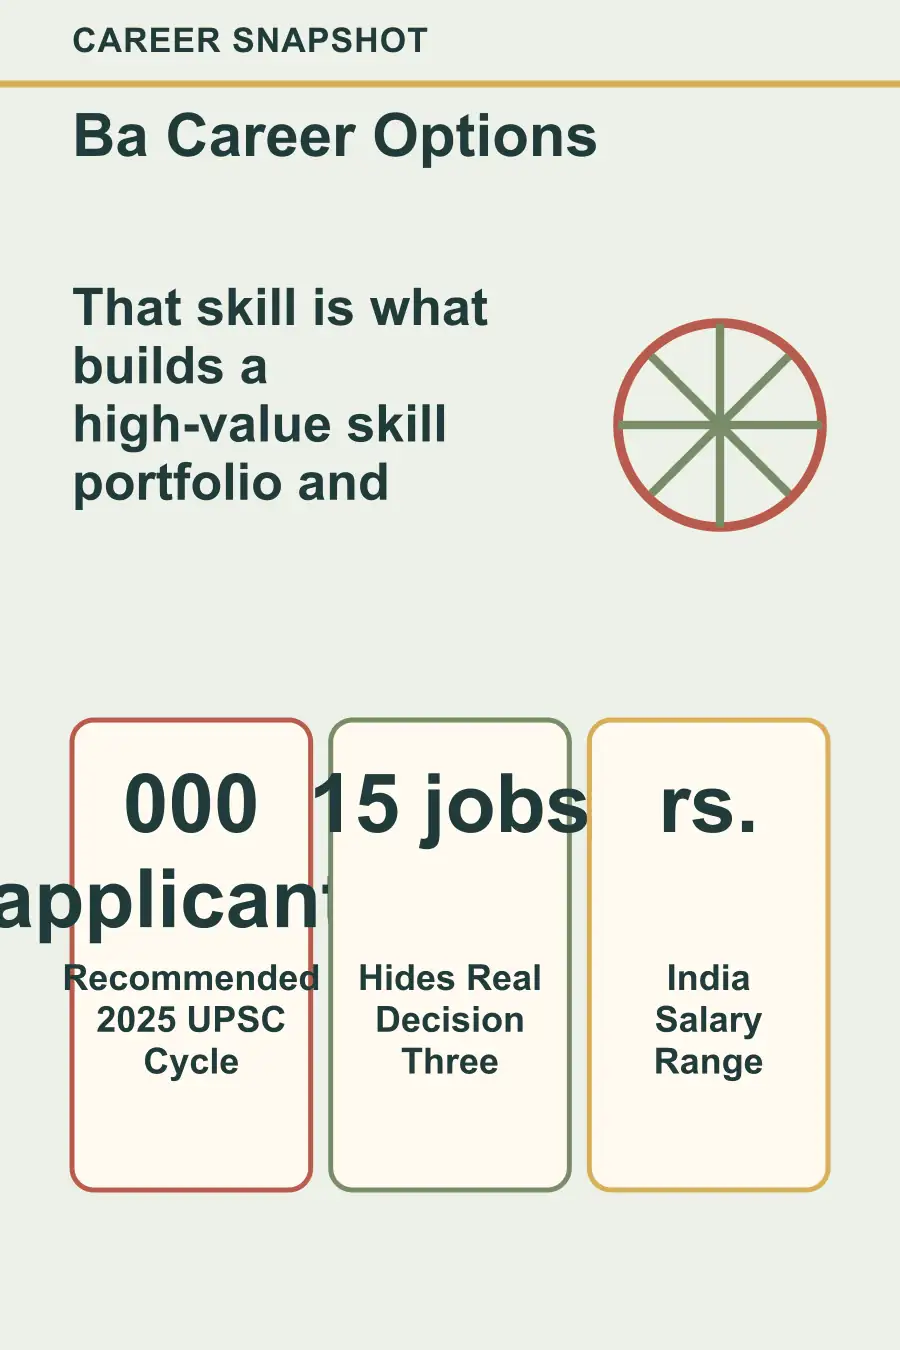 CAREER SNAPSHOT
Ba Career Options
That skill is what
builds a
high-value skill
portfolio and
000
applicant
Recommended
2025 UPSC
Cycle
15 jobs
Hides Real
Decision
Three
rs.
India
Salary
Range